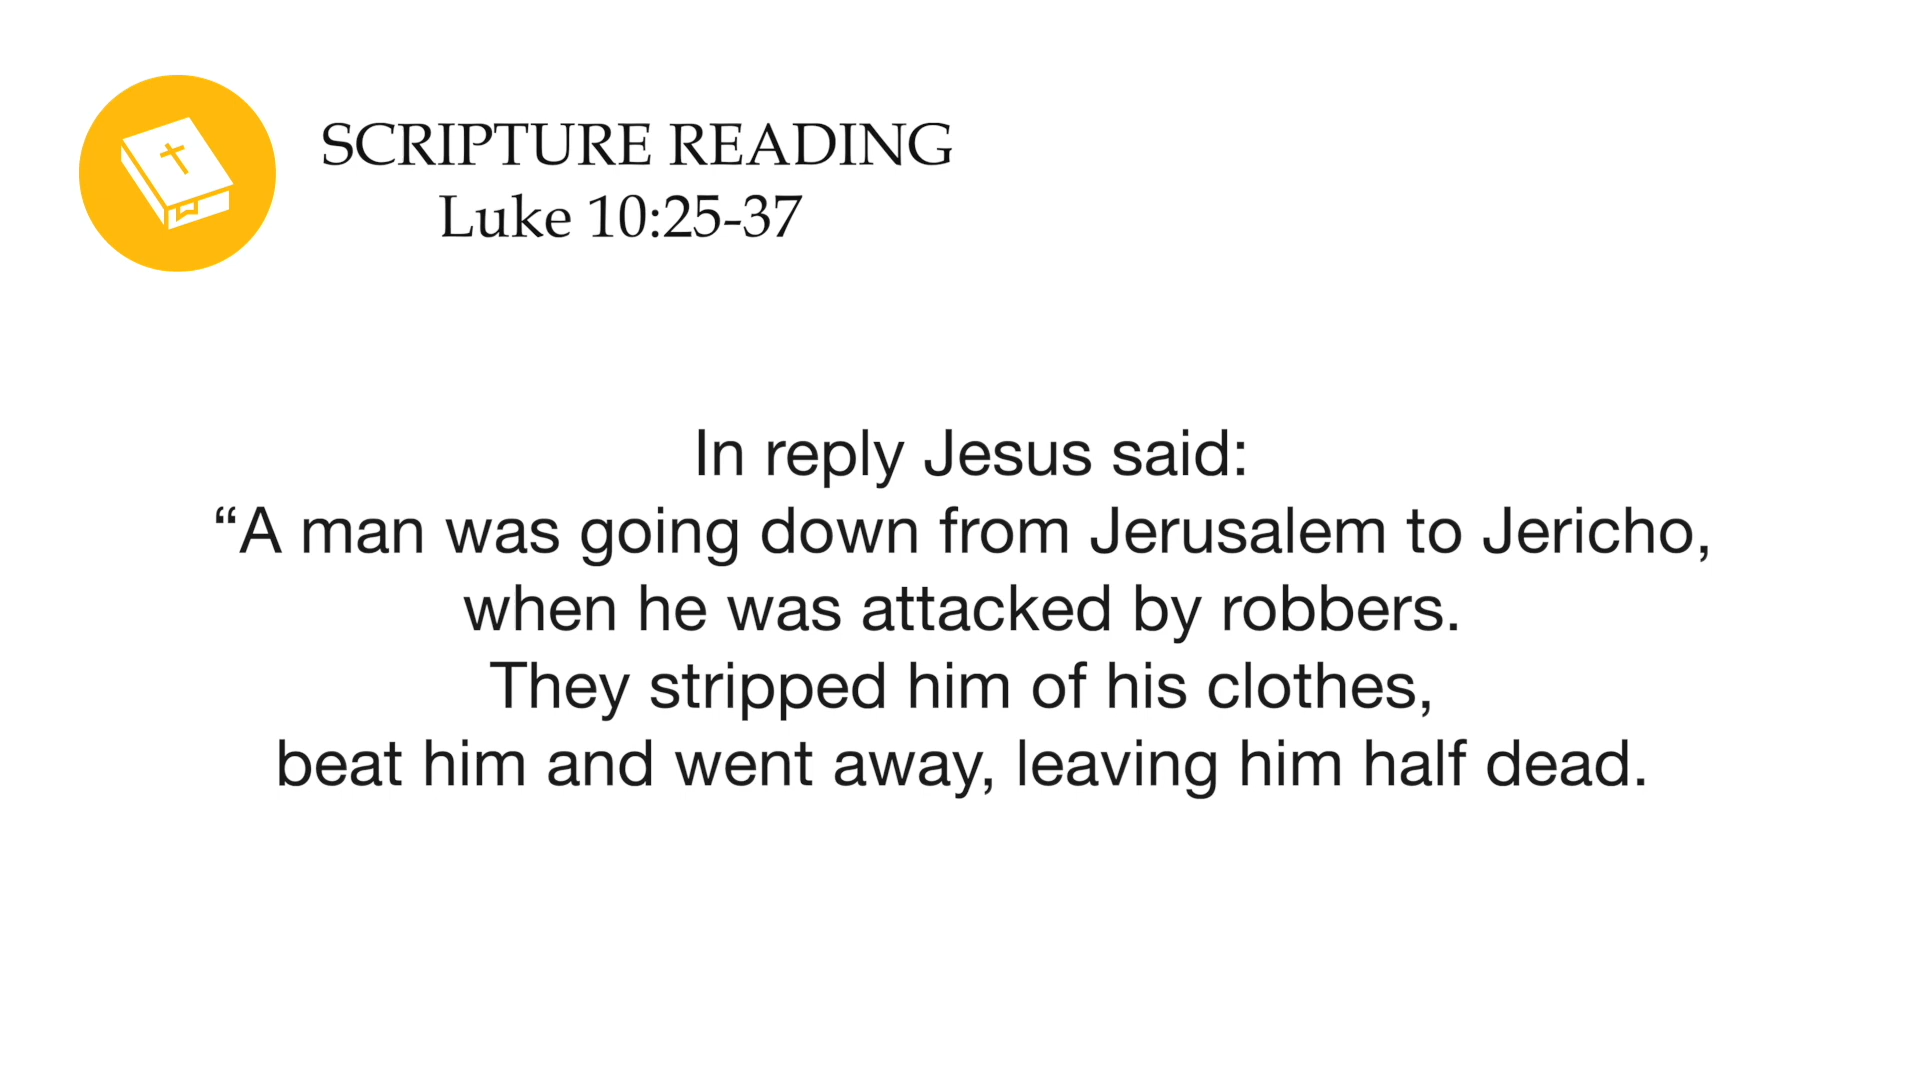 SCRIPTURE READING
Luke 10:25-37
In reply Jesus said:
“A man was going down from Jerusalem to Jericho,
when he was attacked by robbers.
They stripped him of his clothes,
beat him and went away, leaving him half dead.